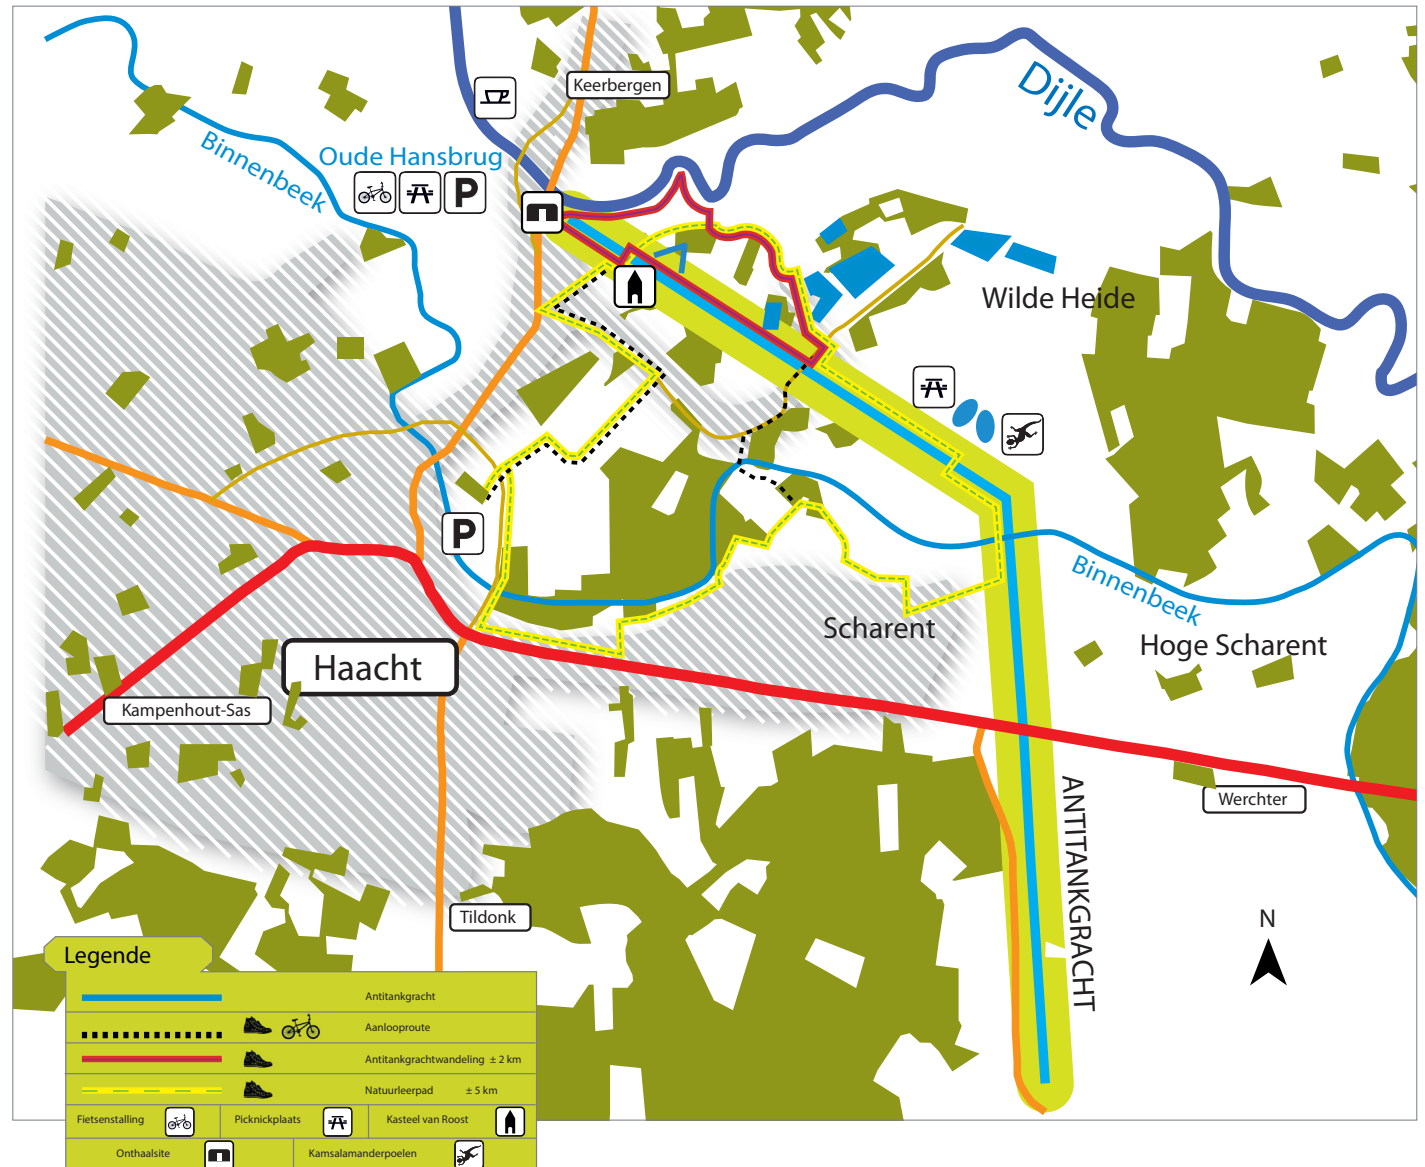 Keerbergen
Dijle
Binnenbeek
Oude Hansbrug
P
Wilde Heide
P
Binnenbeek
Scharent
Hoge Scharent
Haacht
Kampenhout-Sas
ANTITANKGRACHT
Werchter
Tildonk
N
Legende
Antitankgracht
Aanlooproute
Antitankgrachtwandeling ± 2 km
Natuurleerpad ± 5 km
Fietsenstalling Picknickplaats Kasteel van Roost
Onthaalsite Kamsalamanderpoelen